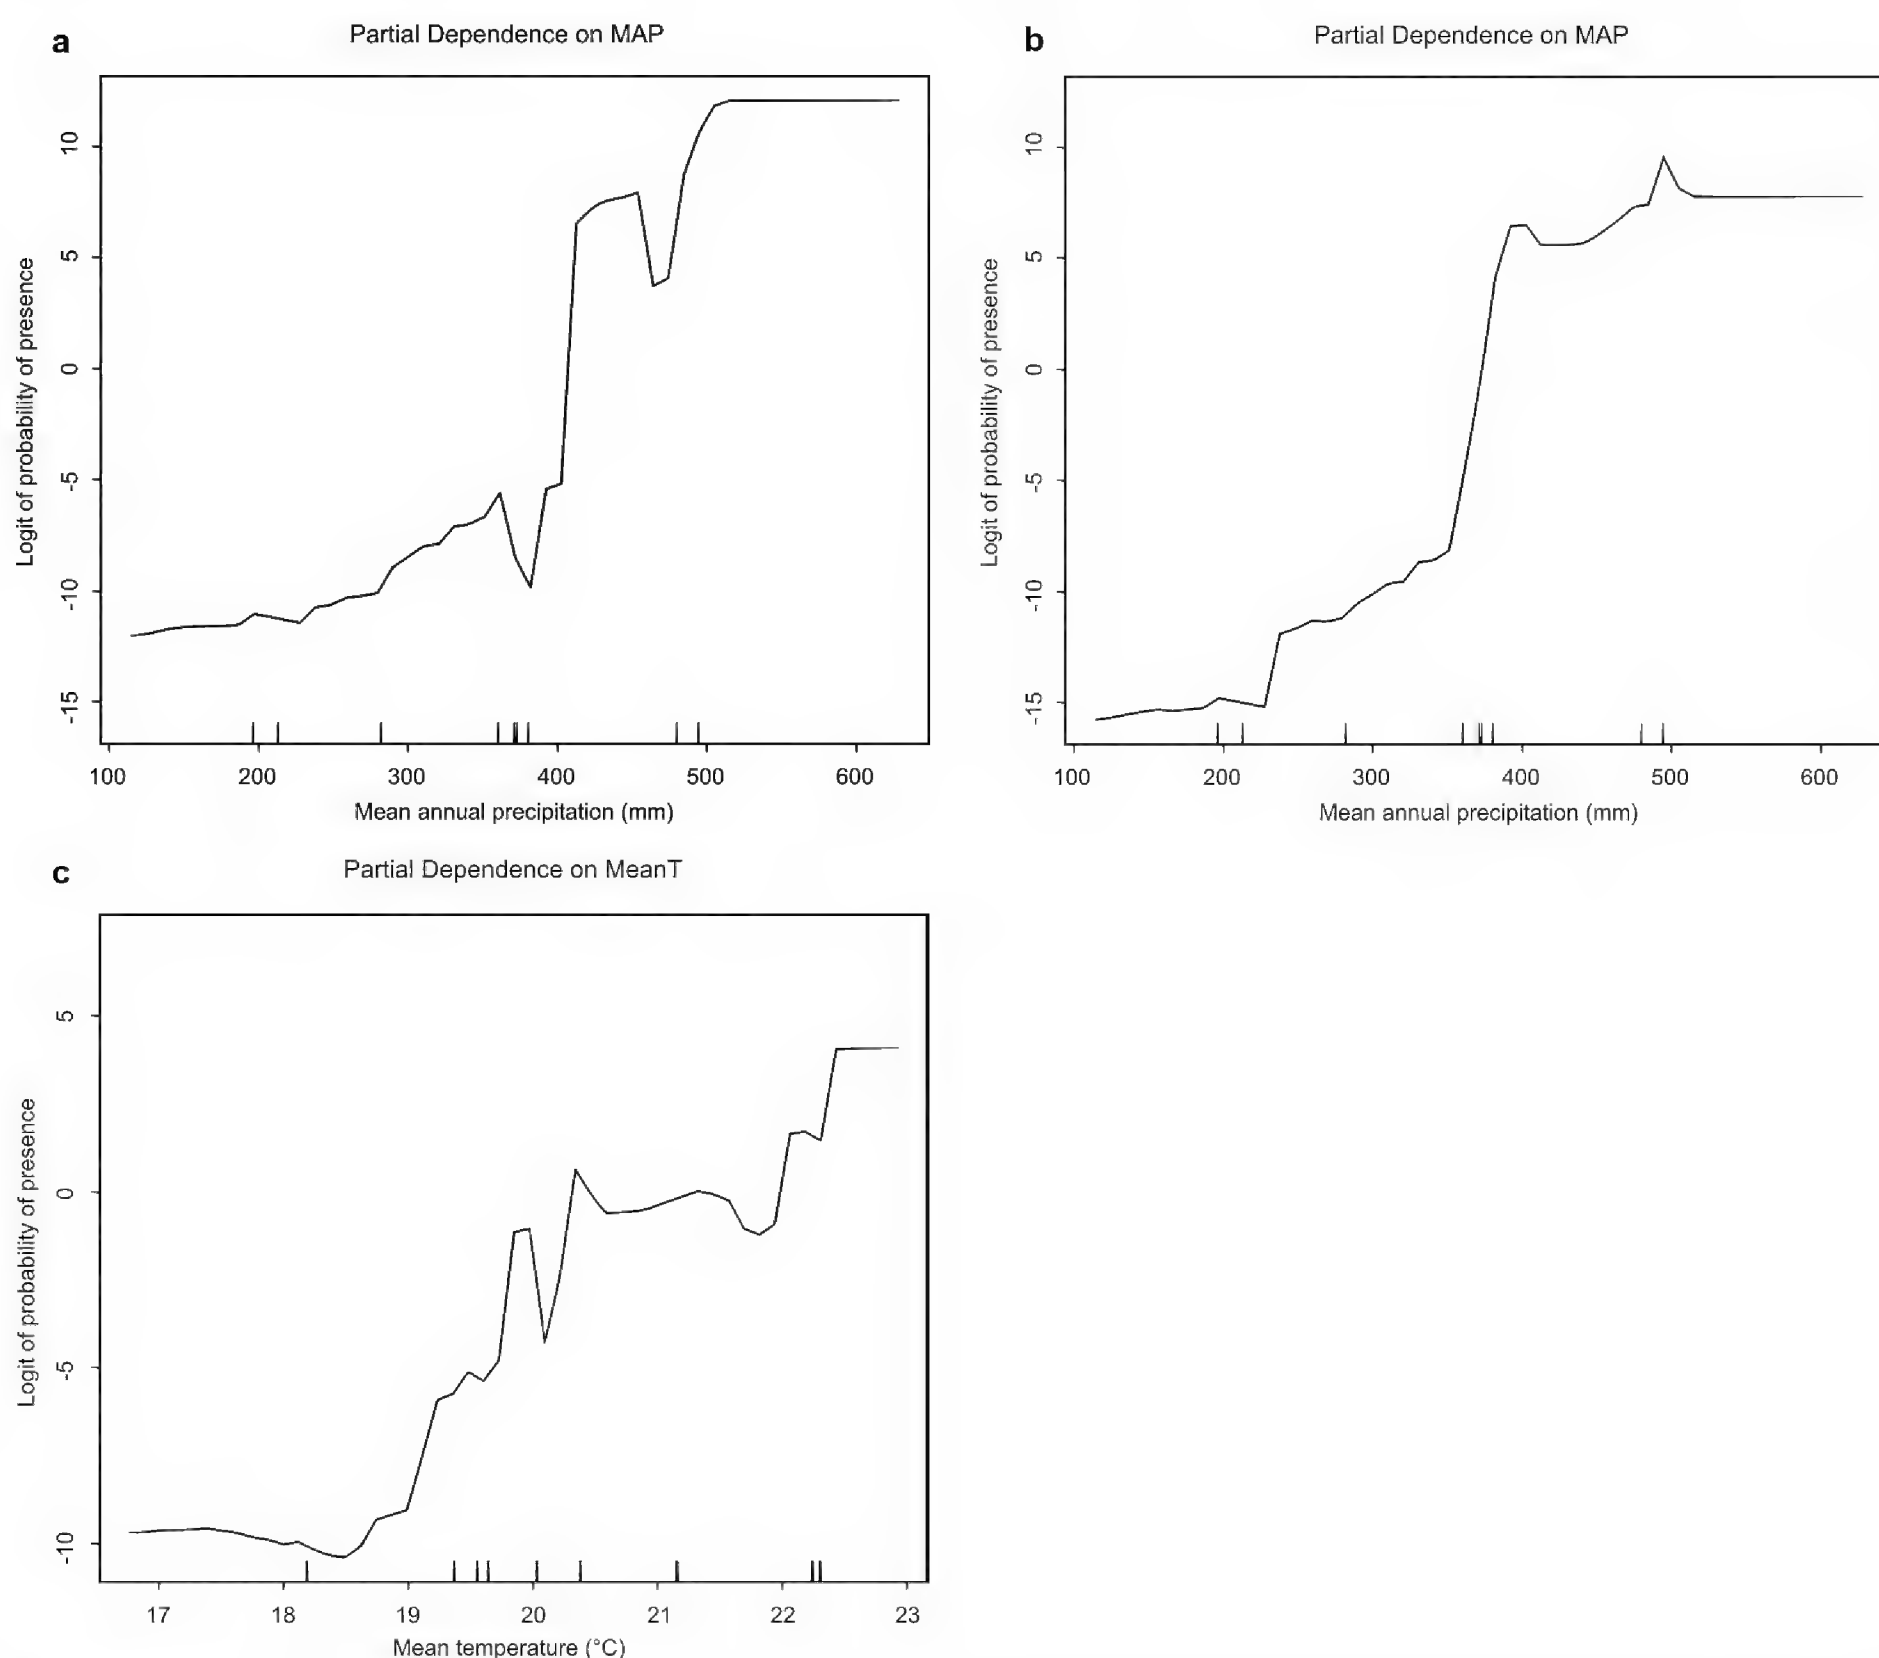 a
Partial Dependence on MAP
Logit of probability of presence
10
5
0
-5
-10
-15
100 200 300 400 500 600
Mean annual precipitation (mm)
b
Partial Dependence on MAP
Logit of probability of presence
10
5
0
-5
-10
-15
100 200 300 400 500 600
Mean annual precipitation (mm)
c
Partial Dependence on MeanT
Logit of probability of presence
5
0
-5
-10
17 18 19 20 21 22 23
Mean temperature (°C)